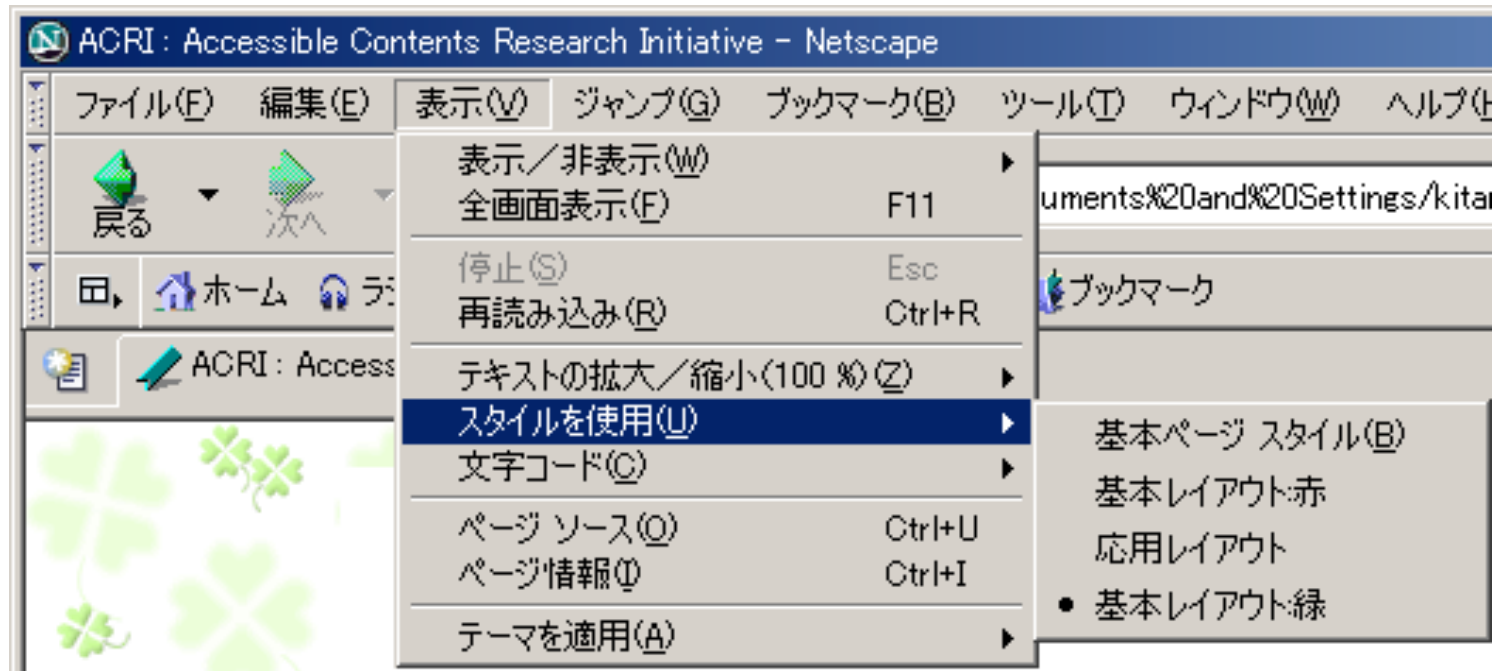 ACRI : Accessible Contents Research Initiative - Netscape
ファイル(F) 編集(E) 表示(V) ジャンプ(G) ブックマーク(B) ツール(T) ウィンドウ(W) ヘルプ(H
戻る 次へ
uments%20and%20Settings/kita
ホーム ラジ ブックマーク
ACRI : Access
表示／非表示(W)
全画面表示(F) F11
停止(S) Esc
再読み込み(R) Ctrl+R
テキストの拡大／縮小(100 %)(Z)
スタイルを使用(U)
文字コード(C)
ページ ソース(O) Ctrl+U
ページ情報(I) Ctrl+I
テーマを適用(A)
基本ページ スタイル(B)
基本レイアウト:赤
応用レイアウト
基本レイアウト:緑